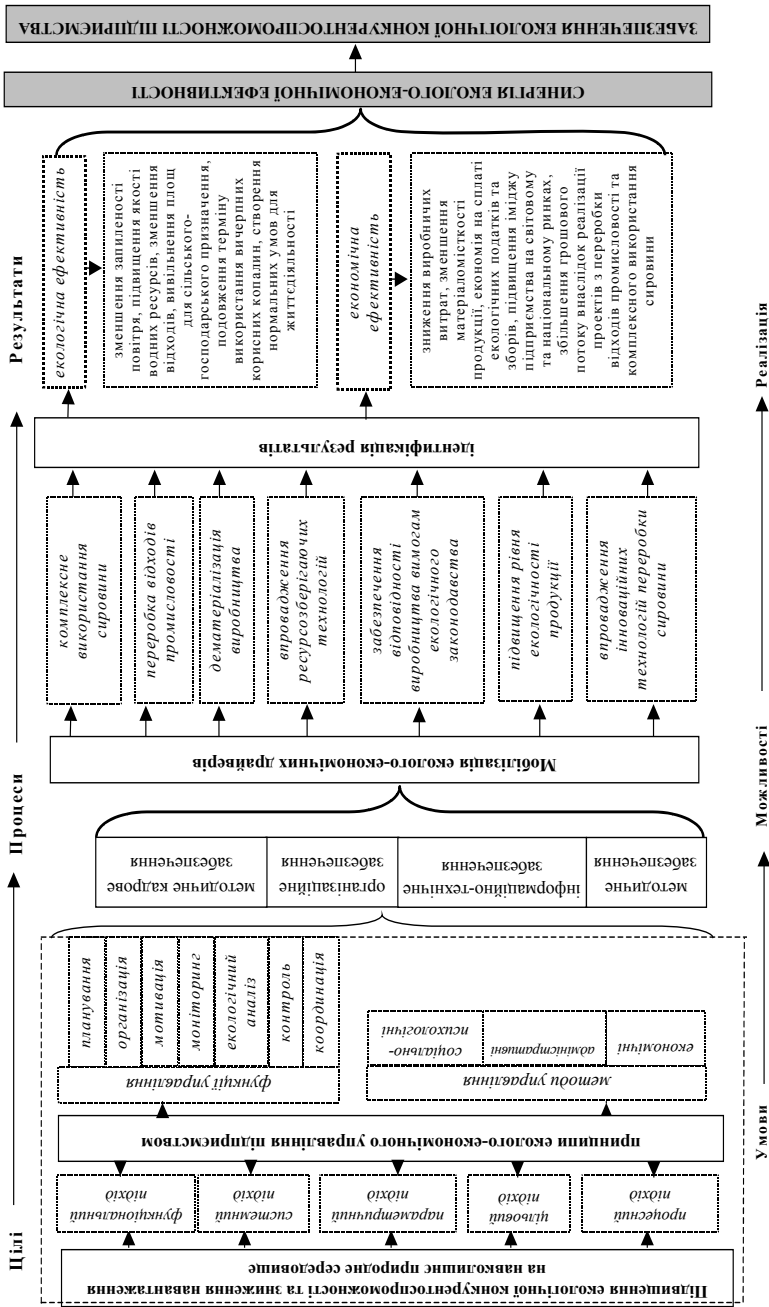 Цілі
Процеси
Результати
Підвищення екологічної конкурентоспроможності та зниження навантаження
на навколишнє природне середовище
функціональний
підхід
системний
підхід
параметричний
підхід
цільовий
підхід
процесний
підхід
принципи еколого-економічного управління підприємством
функції управління
планування
організація
мотивація
моніторинг
екологічний
аналіз
контроль
координація
методи управління
соціально-
психологічні
адміністративні
економічні
методичне кадрове
забезпечення
організаційне
забезпечення
інформаційно-технічне
забезпечення
методичне
забезпечення
Мобілізація еколого-економічних драйверів
комплексне
використання
сировини
переробка відходів
промисловості
дематеріалізація
виробництва
впровадження
ресурсозберігаючих
технологій
забезпечення
відповідності
виробництва вимогам
екологічного
законодавства
підвищення рівня
екологічності
продукції
впровадження
інноваційних
технологій переробки
сировини
ідентифікація результатів
екологічна ефективність
зменшення запиленості
повітря, підвищення якості
водних ресурсів, зменшення
відходів, вивільнення площ
для сільського-
господарського призначення,
подовження терміну
використання вичерпних
корисних копалин, створення
нормальних умов для
життєдіяльності
економічна
ефективність
зниження виробничих
витрат, зменшення
матеріаломісткості
продукції, економія на сплаті
екологічних податків та
зборів, підвищення іміджу
підприємства на світовому
та національному ринках,
збільшення грошового
потоку внаслідок реалізації
проектів з переробки
відходів промисловості та
комплексного використання
сировини
СИНЕРГІЯ ЕКОЛОГО-ЕКОНОМІЧНОЇ ЕФЕКТИВНОСТІ
ЗАБЕЗПЕЧЕННЯ ЕКОЛОГІЧНОЇ КОНКУРЕНТОСПРОМОЖНОСТІ ПІДПРИЄМСТВА
Умови
Можливості
Реалізація